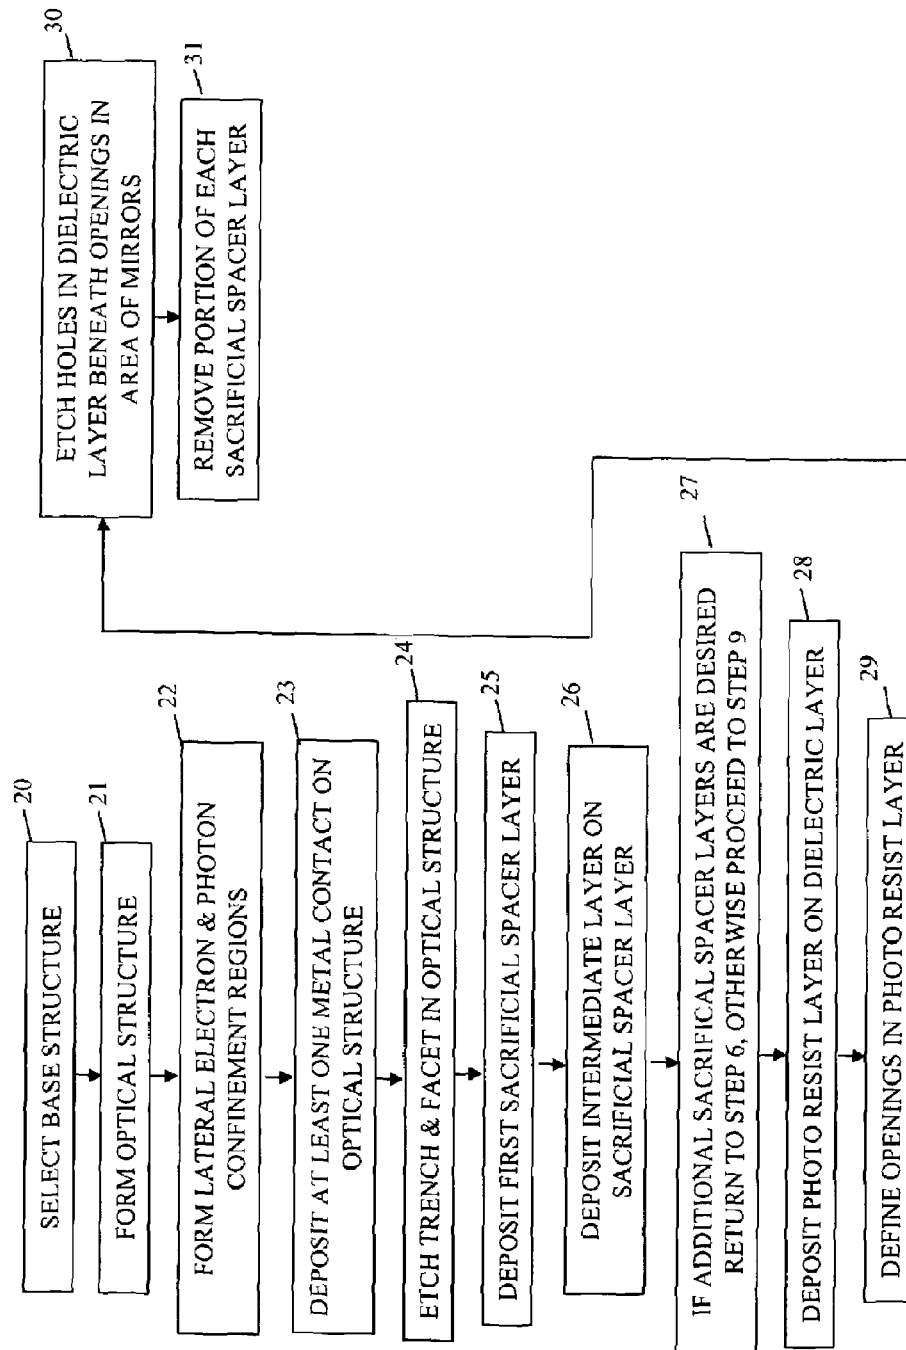 20
SELECT BASE STRUCTURE
21
FORM OPTICAL STRUCTURE
22
FORM LATERAL ELECTRON & PHOTON
CONFINEMENT REGIONS
23
DEPOSIT AT LEAST ONE METAL CONTACT ON
OPTICAL STRUCTURE
24
ETCH TRENCH & FACET IN OPTICAL STRUCTURE
25
DEPOSIT FIRST SACRIFICIAL SPACER LAYER
26
DEPOSIT INTERMEDIATE LAYER ON
SACRIFICIAL SPACER LAYER
27
IF ADDITIONAL SACRIFICAL SPACER LAYERS ARE DESIRED
RETURN TO STEP 6, OTHERWISE PROCEED TO STEP 9
28
DEPOSIT PHOTO RESIST LAYER ON DIELECTRIC LAYER
29
DEFINE OPENINGS IN PHOTO RESIST LAYER
30
ETCH HOLES IN DIELECTRIC
LAYER BENEATH OPENINGS IN
AREA OF MIRRORS
31
REMOVE PORTION OF EACH
SACRIFICIAL SPACER LAYER